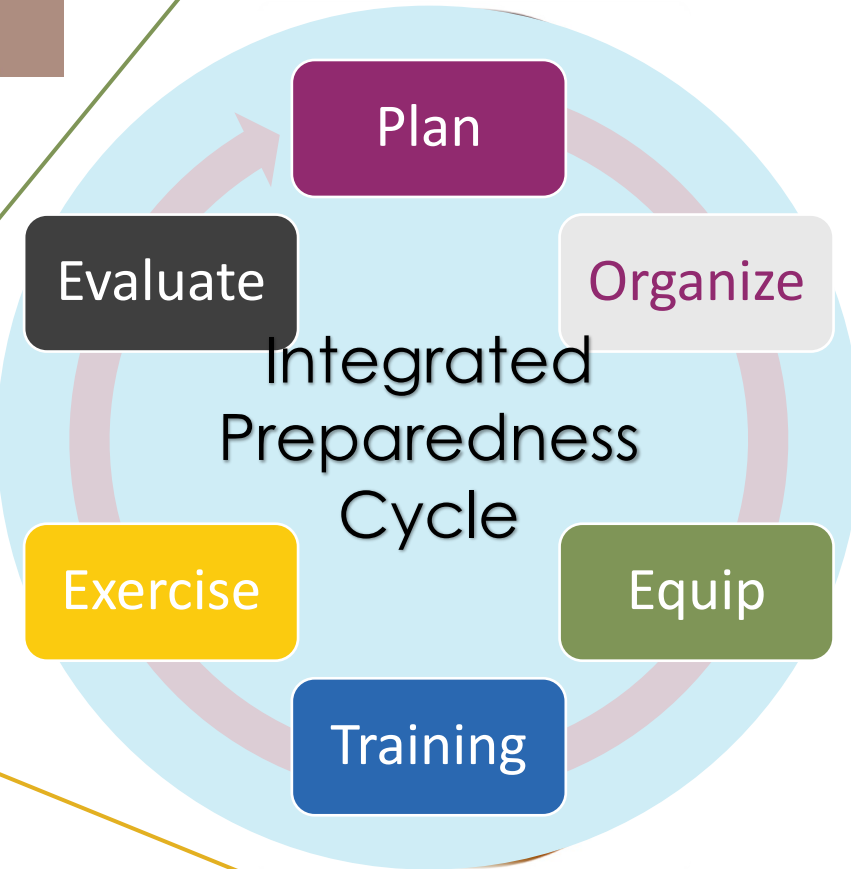 Plan
Organize
Equip
Training
Exercise
Evaluate
Integrated
Preparedness
Cycle